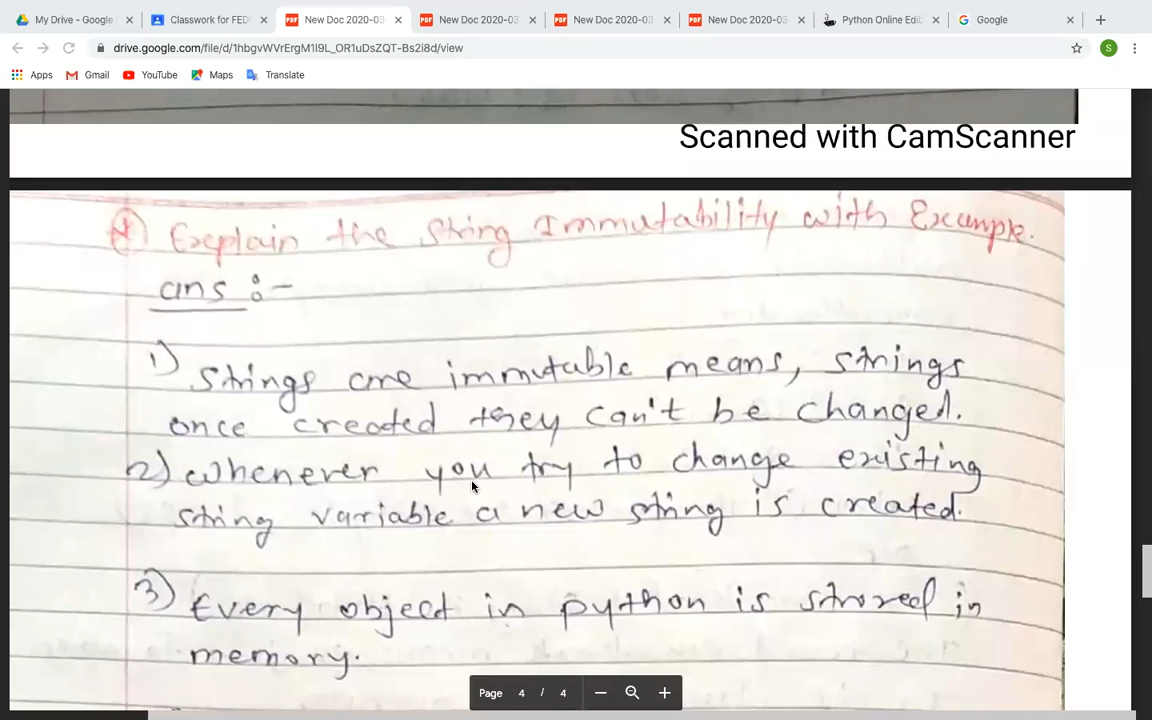 My Drive - Google
Classwork for FED
New Doc 2020-03
New Doc 2020-03
New Doc 2020-03
New Doc 2020-03
Python Online Edit
Google
drive.google.com/file/d/1hbgvWVrErgM1l9L_OR1uDsZQT-Bs2i8d/view
S
Apps Gmail YouTube Maps Translate
Scanned with CamScanner
Explain the String Immutability with Example.
ans :-
1) Strings are immutable means, strings
once created they can't be changed.
2) Whenever you try to change existing
string variable a new string is created.
3) Every object in python is strored in
memory.
Page 4 / 4